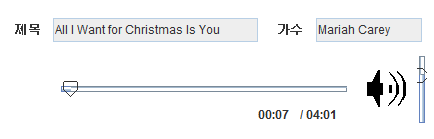 제목 All I Want for Christmas Is You 가수 Mariah Carey
00:07 / 04:01